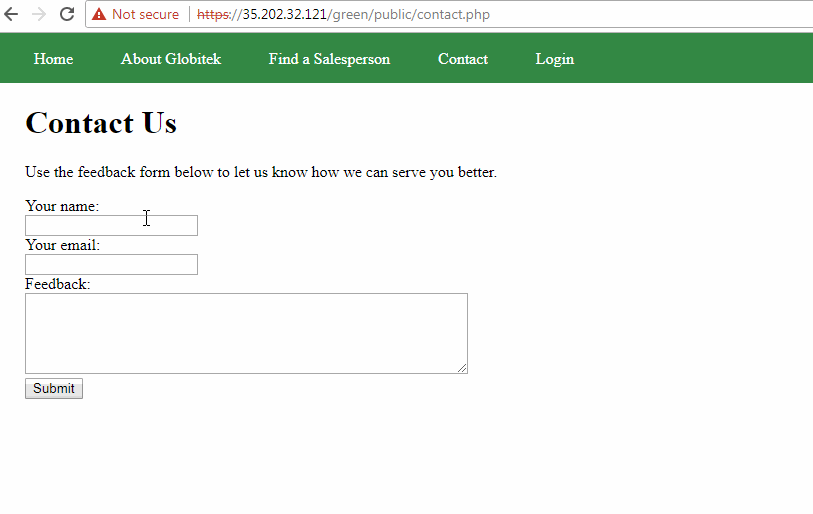 Not secure https://35.202.32.121/green/public/contact.php
Home About Globitek Find a Salesperson Contact Login
Contact Us
Use the feedback form below to let us know how we can serve you better.
Your name:
Your email:
Feedback:
Submit